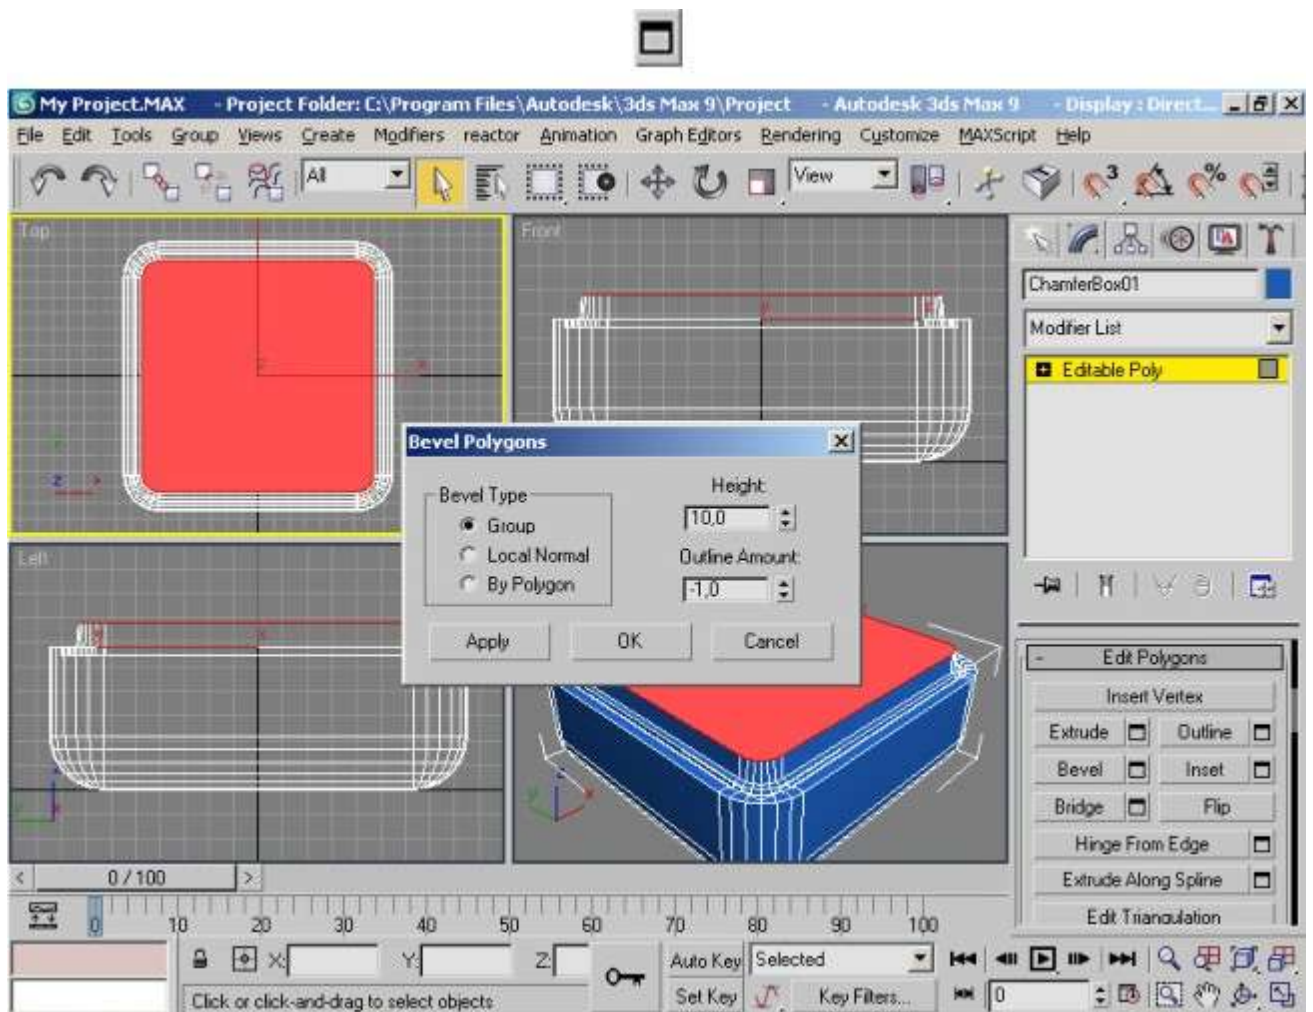 My Project.MAX - Project Folder: C:\Program Files\Autodesk\3ds Max 9\Project - Autodesk 3ds Max 9 - Display : Direct...
File Edit Tools Group Views Create Modifiers reactor Animation Graph Editors Rendering Customize MAXScript Help
All View
Top
Front
Left
ChamferBox01
Modifier List
Editable Poly
Bevel Polygons
Bevel Type
Group
Local Normal
By Polygon
Height:
10,0
Outline Amount:
-1,0
Apply OK Cancel
- Edit Polygons
Insert Vertex
Extrude Outline
Bevel Inset
Bridge Flip
Hinge From Edge
Extrude Along Spline
Edit Triangulation
< 0 / 100 >
0 10 20 30 40 50 60 70 80 90 100
X: Y: Z: Auto Key Selected
Click or click-and-drag to select objects Set Key Key Filters... 0